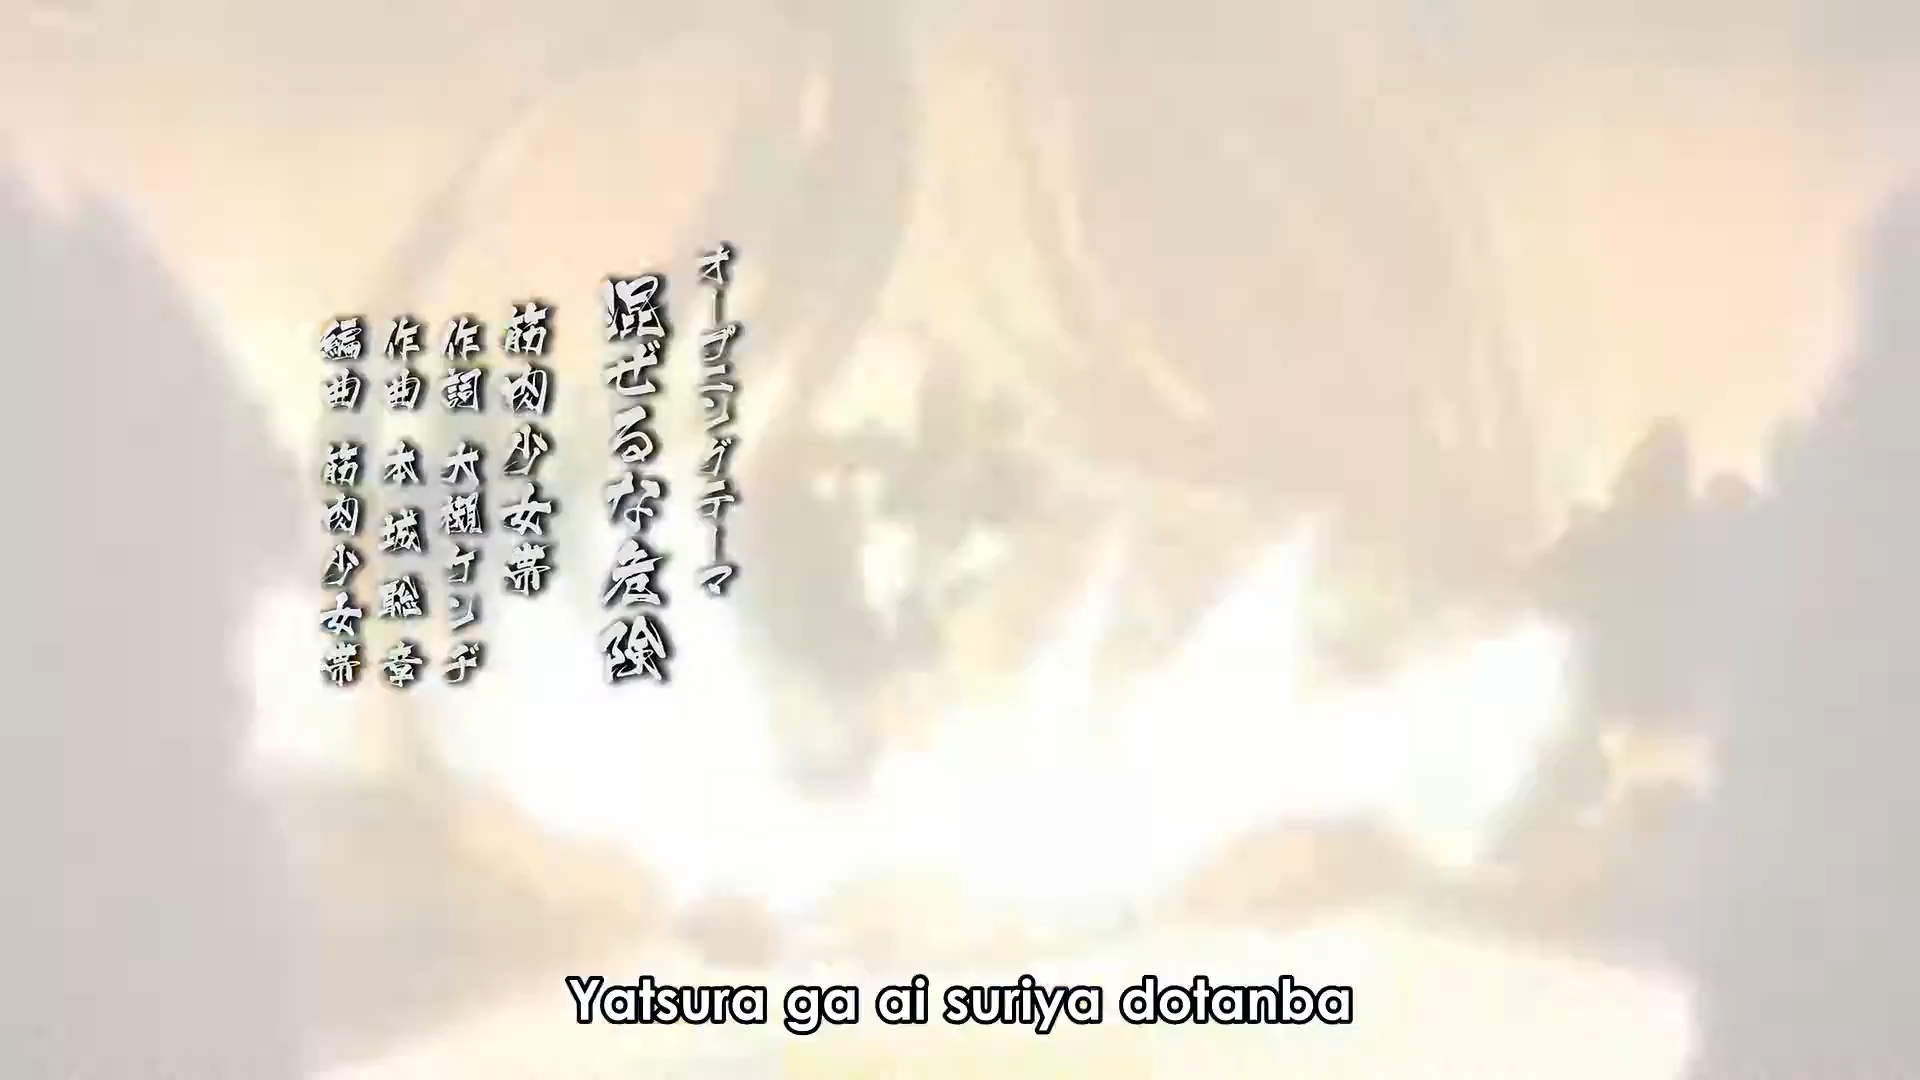 オープニングテーマ
混ぜるな危険
筋肉少女帯
作詞 大槻ケンヂ
作曲 本城聡章
編曲 筋肉少女帯
Yatsura ga ai suriya dotanba